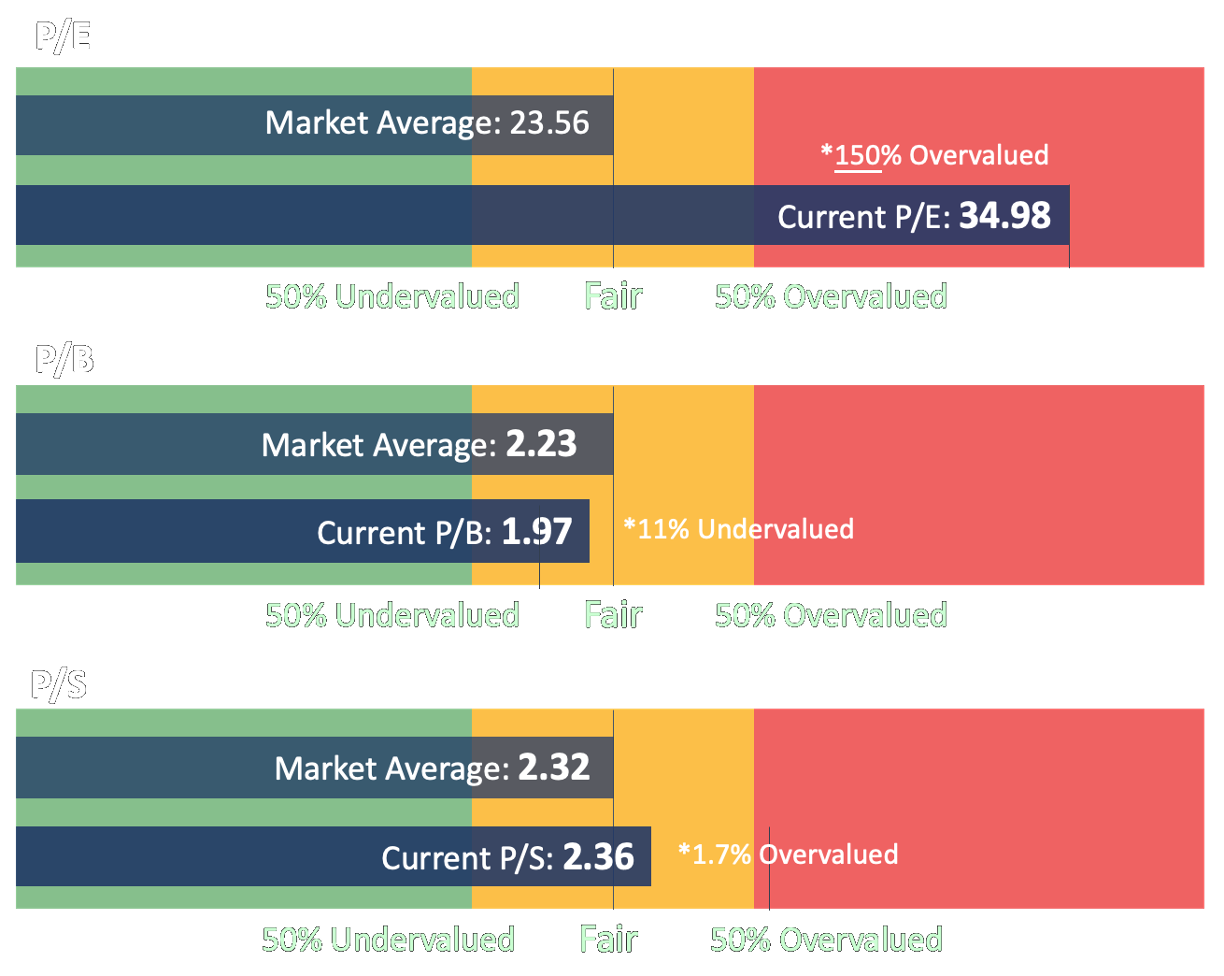 P/E
Market Average: 23.56
*150% Overvalued
Current P/E: 34.98
50% Undervalued Fair 50% Overvalued
P/B
Market Average: 2.23
Current P/B: 1.97 *11% Undervalued
50% Undervalued Fair 50% Overvalued
P/S
Market Average: 2.32
Current P/S: 2.36 *1.7% Overvalued
50% Undervalued Fair 50% Overvalued